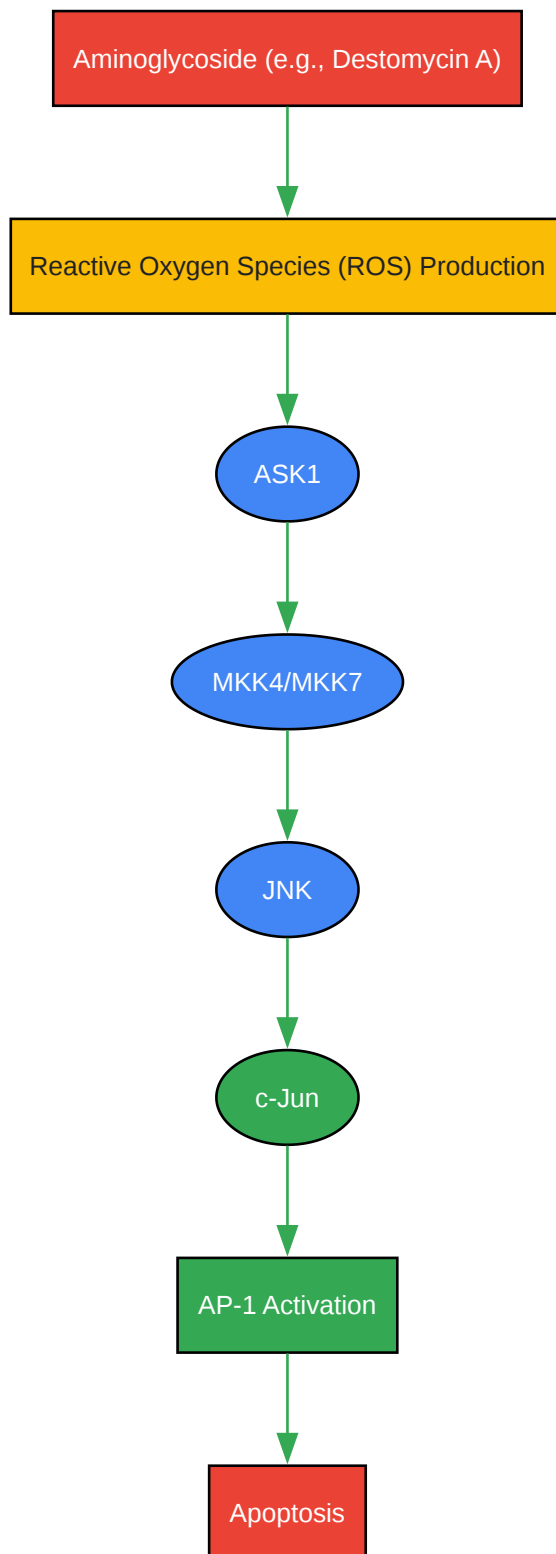 Aminoglycoside (e.g., Destomycin A)
Reactive Oxygen Species (ROS) Production
ASK1
MKK4/MKK7
JNK
c-Jun
AP-1 Activation
Apoptosis